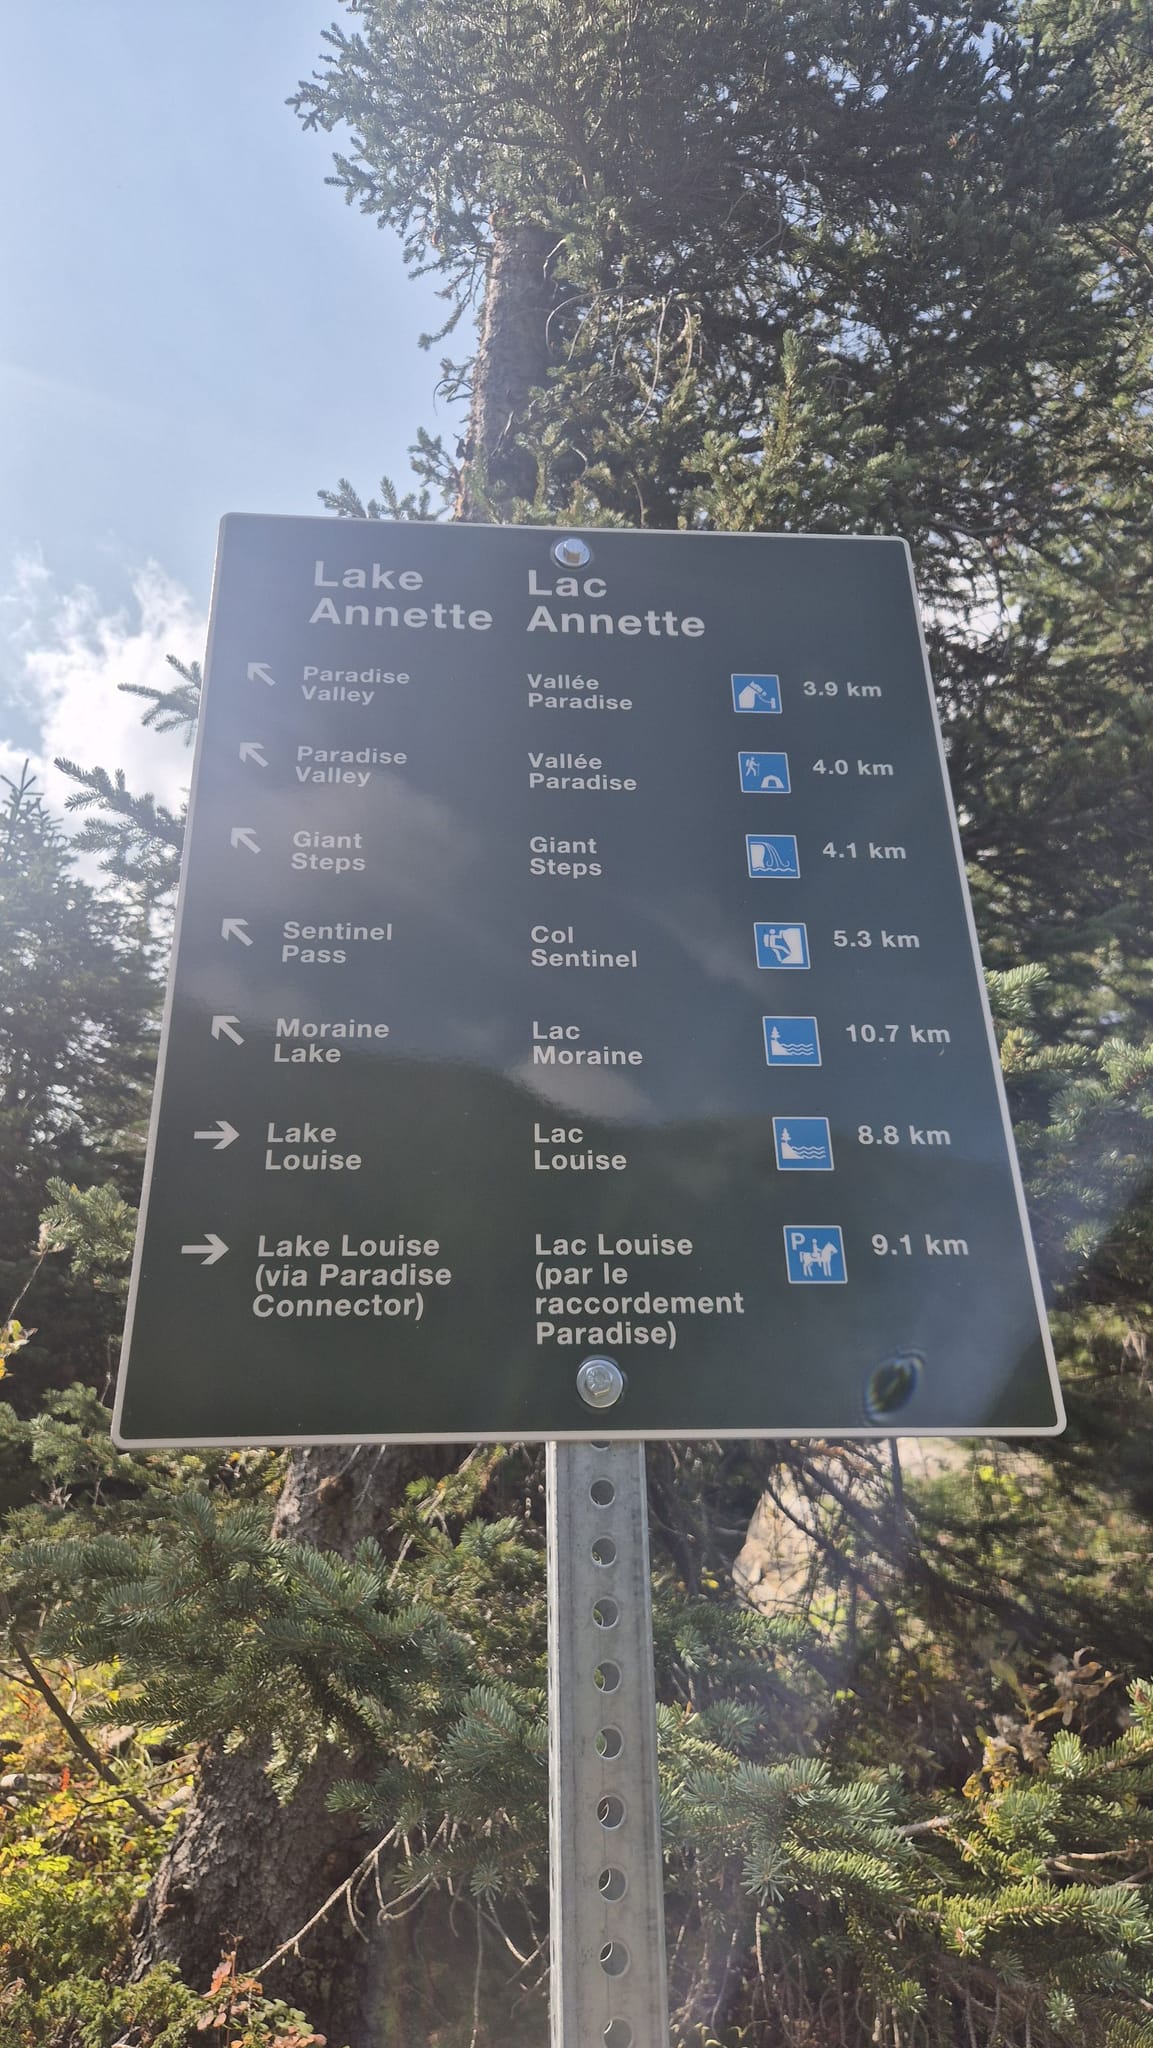 Lake Lac
Annette Annette
Paradise Vallée
Valley Paradise 3.9 km
Paradise Vallée
Valley Paradise 4.0 km
Giant Giant
Steps Steps 4.1 km
Sentinel Col
Pass Sentinel 5.3 km
Moraine Lac
Lake Moraine 10.7 km
Lake Lac
Louise Louise 8.8 km
Lake Louise Lac Louise P 9.1 km
(via Paradise (par le
Connector) raccordement
Paradise)